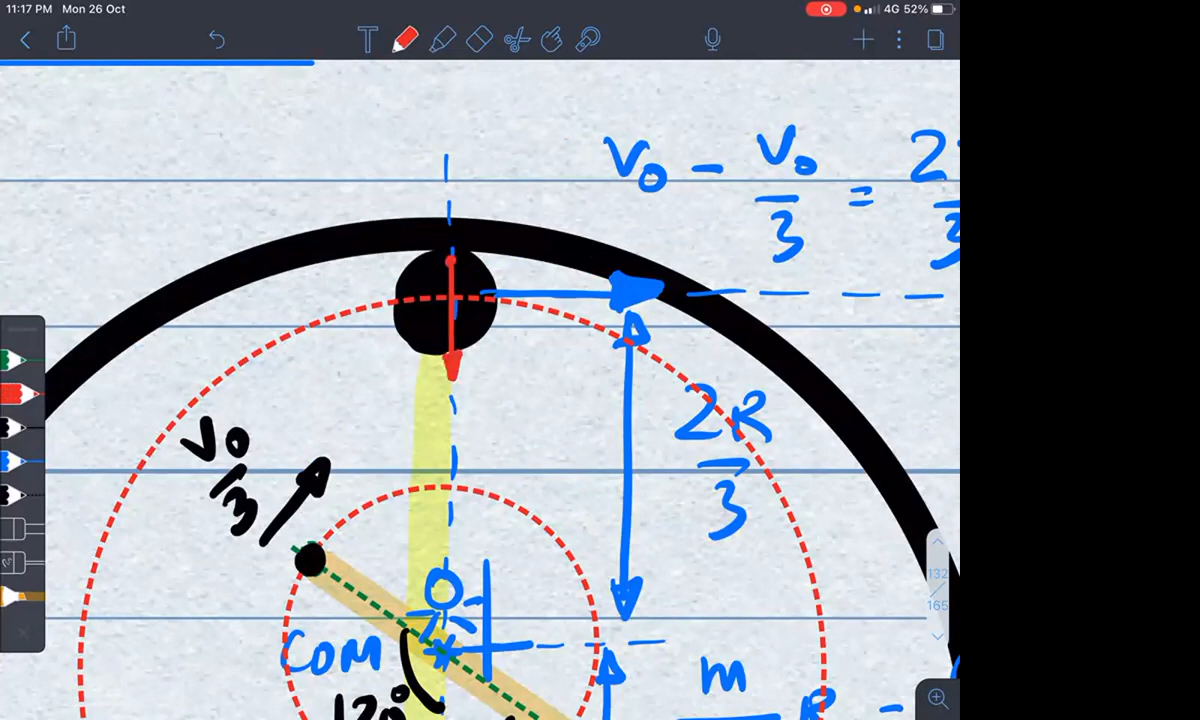 11:17 PM Mon 26 Oct 4G 52%
T
V₀ - V₀/3 = 2
3
2R/3
V₀/3
COM
120°
m
132
165